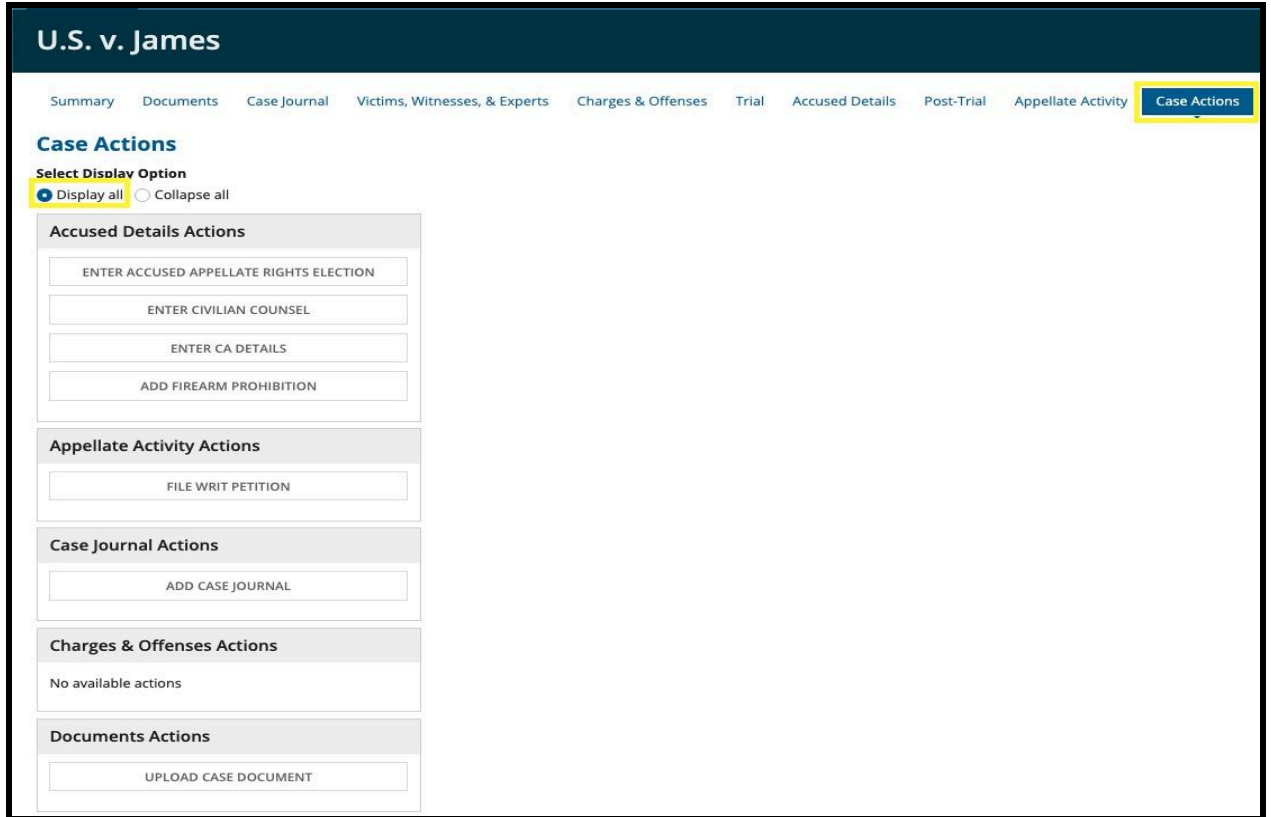 U.S. v. James
Summary Documents Case Journal Victims, Witnesses, & Experts Charges & Offenses Trial Accused Details Post-Trial Appellate Activity Case Actions
Case Actions
Select Display Option
Display all Collapse all
Accused Details Actions
ENTER ACCUSED APPELLATE RIGHTS ELECTION
ENTER CIVILIAN COUNSEL
ENTER CA DETAILS
ADD FIREARM PROHIBITION
Appellate Activity Actions
FILE WRIT PETITION
Case Journal Actions
ADD CASE JOURNAL
Charges & Offenses Actions
No available actions
Documents Actions
UPLOAD CASE DOCUMENT